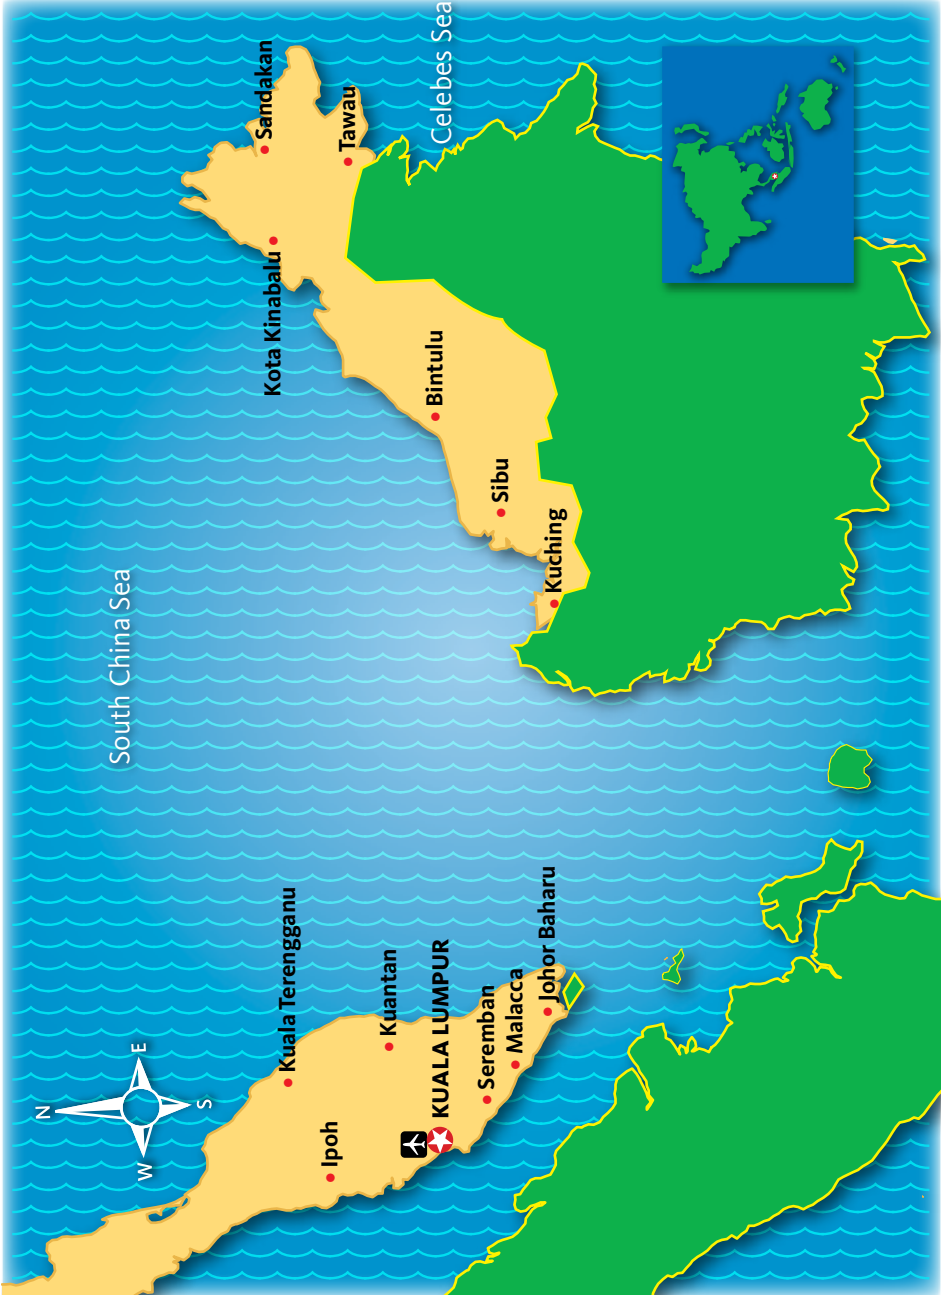 N
W
E
S
South China Sea
Celebes Sea
Sandakan
Kota Kinabalu
Tawau
Bintulu
Sibu
Kuching
Kuala Terengganu
Ipoh
Kuantan
KUALA LUMPUR
Seremban
Malacca
Johor Baharu